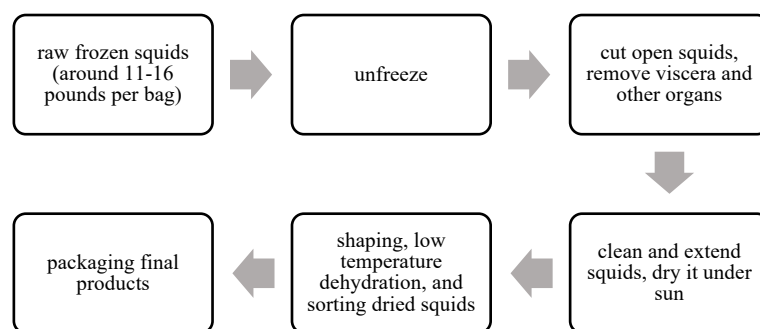 raw frozen squids
(around 11-16
pounds per bag)
unfreeze
cut open squids,
remove viscera and
other organs
clean and extend
squids, dry it under
sun
shaping, low
temperature
dehydration, and
sorting dried squids
packaging final
products